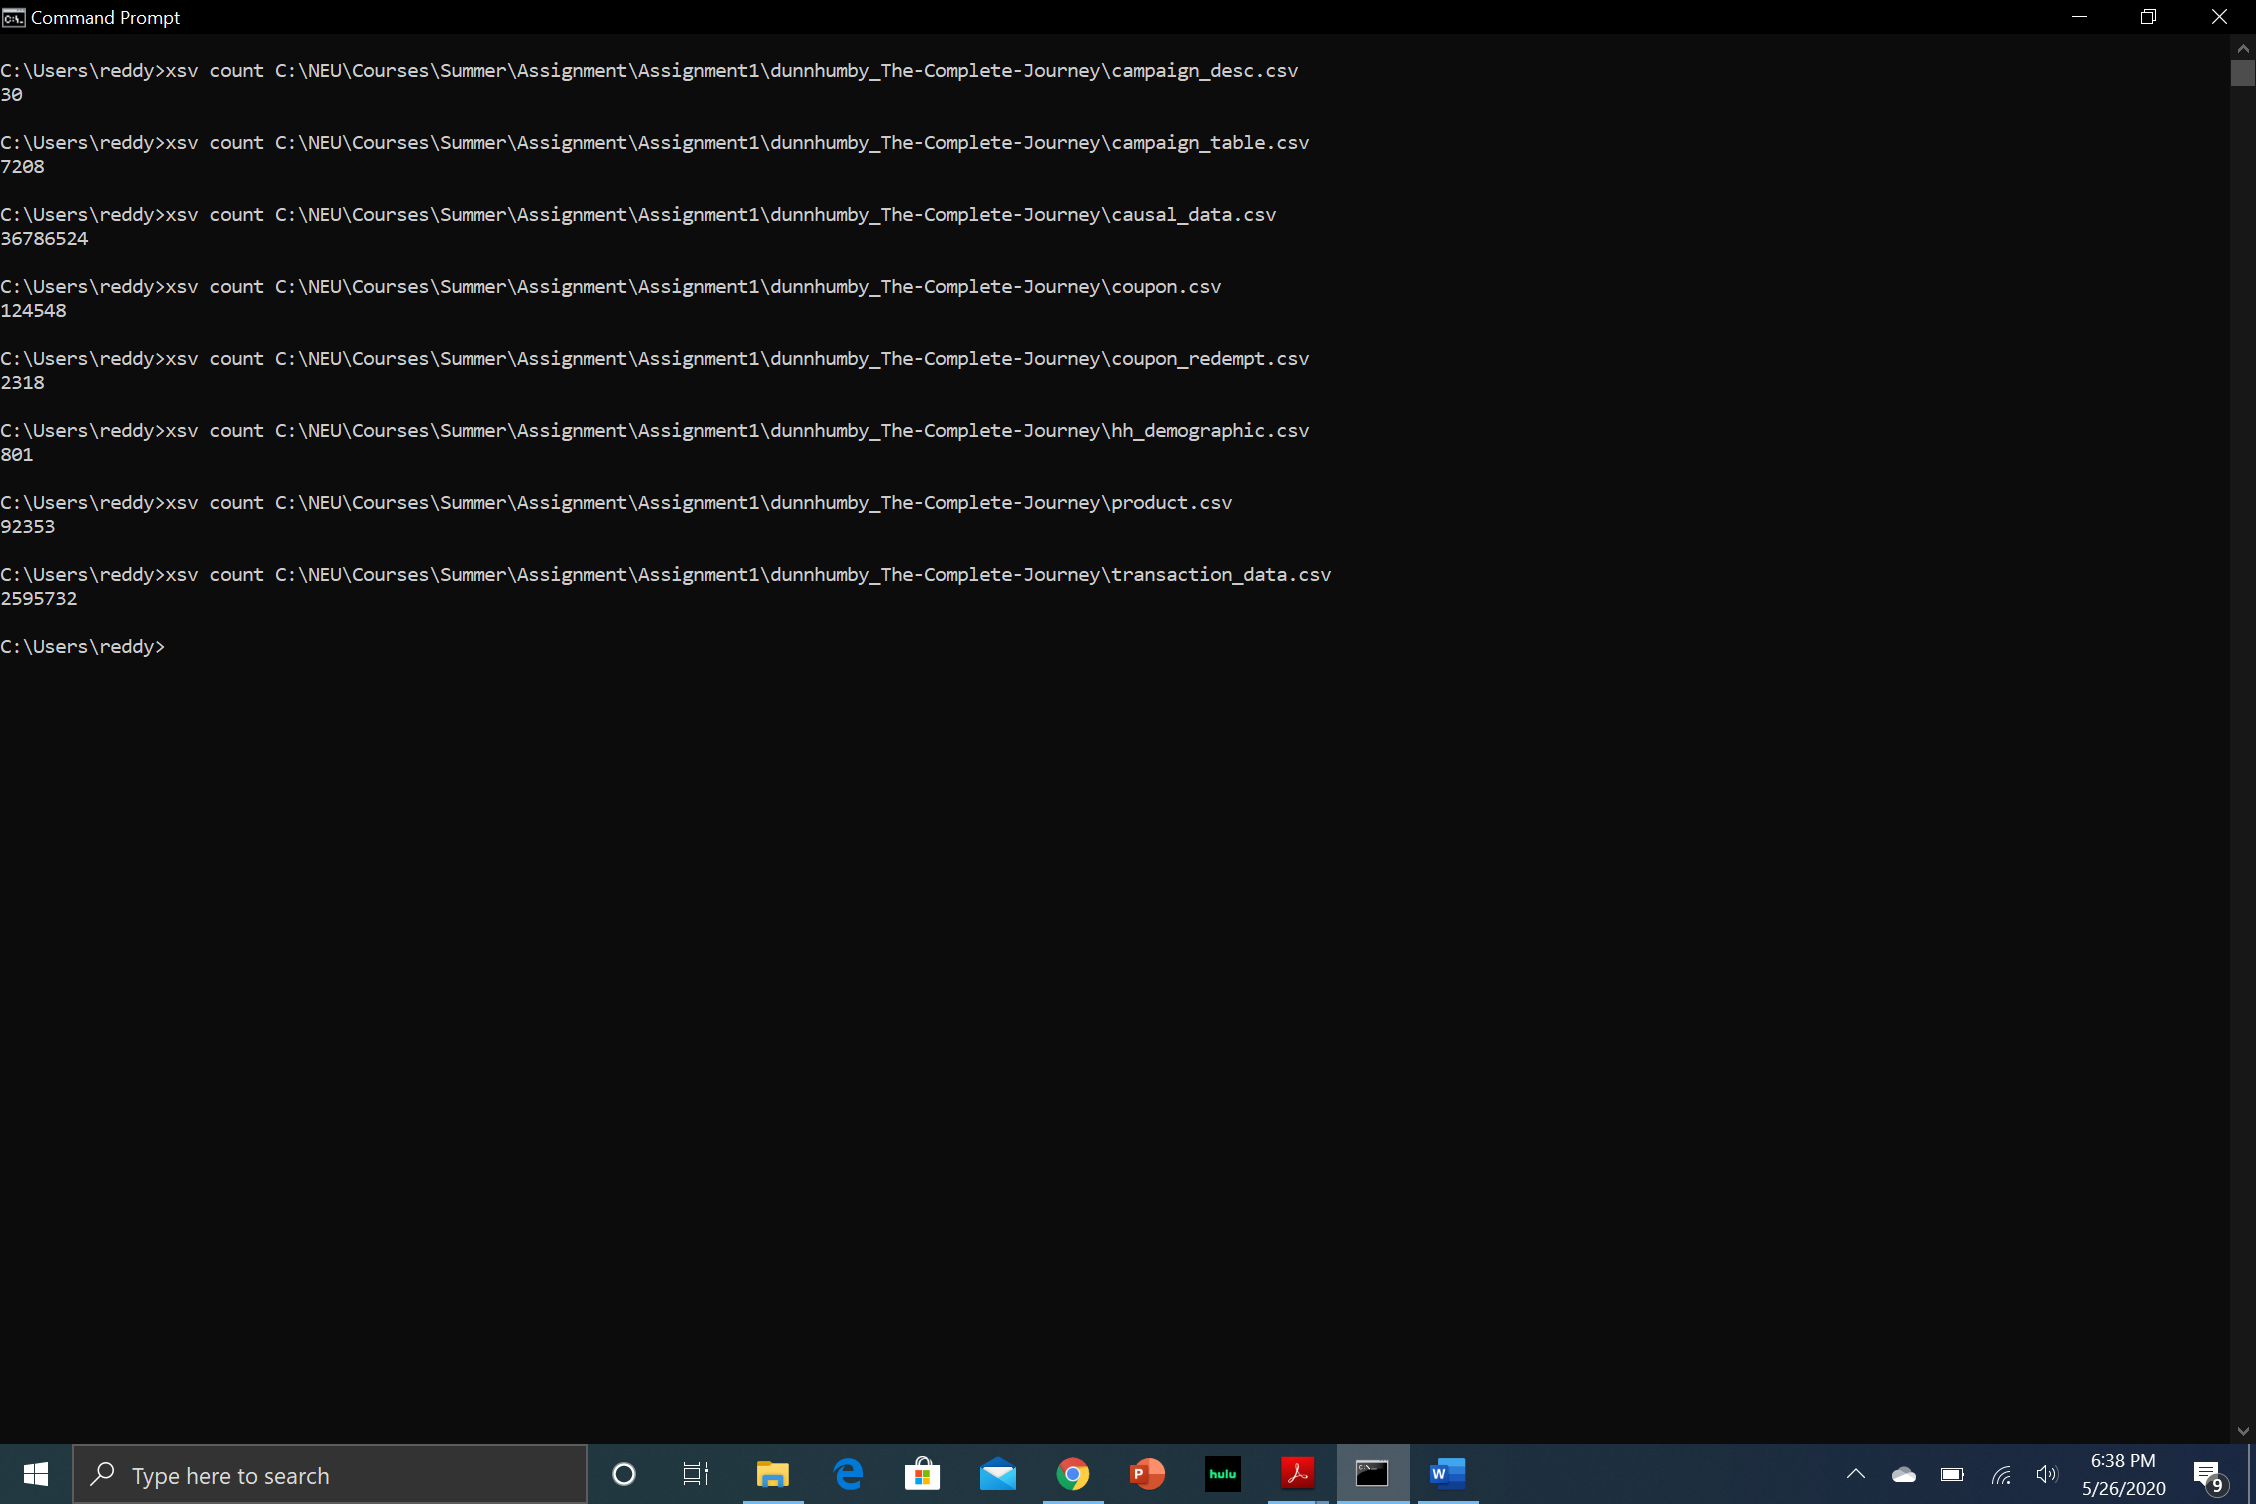 Command Prompt
C:\Users\reddy>xsv count C:\NEU\Courses\Summer\Assignment\Assignment1\dunnhumby_The-Complete-Journey\campaign_desc.csv
30
C:\Users\reddy>xsv count C:\NEU\Courses\Summer\Assignment\Assignment1\dunnhumby_The-Complete-Journey\campaign_table.csv
7208
C:\Users\reddy>xsv count C:\NEU\Courses\Summer\Assignment\Assignment1\dunnhumby_The-Complete-Journey\causal_data.csv
36786524
C:\Users\reddy>xsv count C:\NEU\Courses\Summer\Assignment\Assignment1\dunnhumby_The-Complete-Journey\coupon.csv
124548
C:\Users\reddy>xsv count C:\NEU\Courses\Summer\Assignment\Assignment1\dunnhumby_The-Complete-Journey\coupon_redempt.csv
2318
C:\Users\reddy>xsv count C:\NEU\Courses\Summer\Assignment\Assignment1\dunnhumby_The-Complete-Journey\hh_demographic.csv
801
C:\Users\reddy>xsv count C:\NEU\Courses\Summer\Assignment\Assignment1\dunnhumby_The-Complete-Journey\product.csv
92353
C:\Users\reddy>xsv count C:\NEU\Courses\Summer\Assignment\Assignment1\dunnhumby_The-Complete-Journey\transaction_data.csv
2595732
C:\Users\reddy>
Type here to search
P
hulu
W
6:38 PM
5/26/2020
9